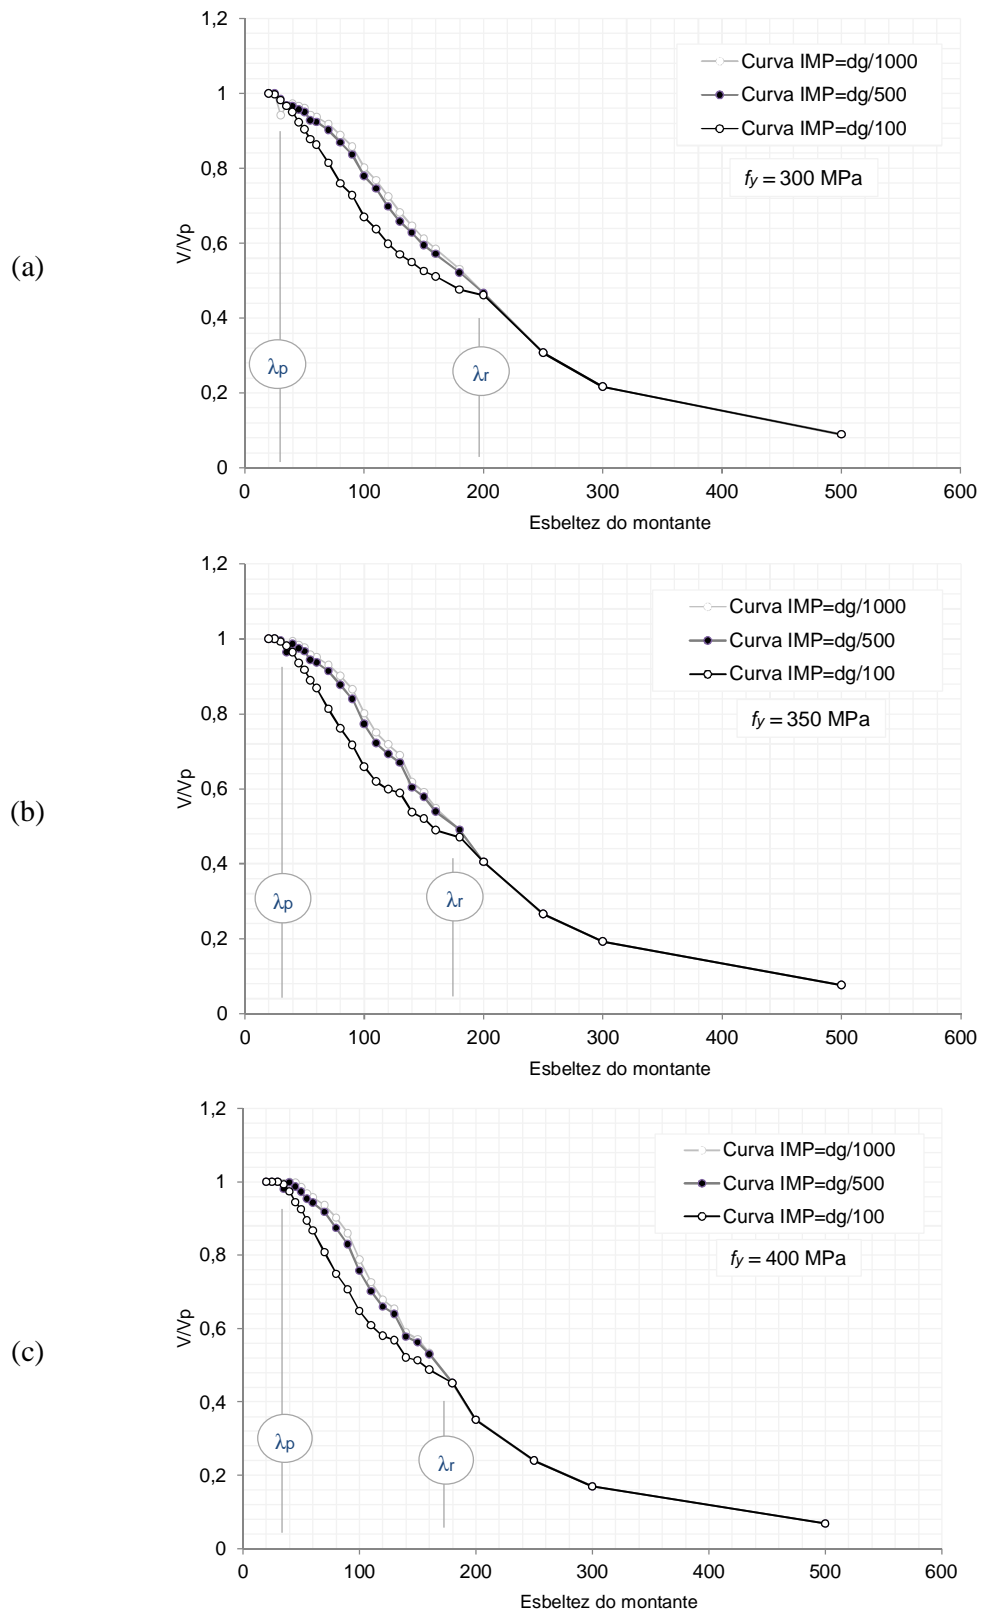 (a)
1,2
1
0,8
0,6
0,4
0,2
0
V/Vp
Curva IMP=dg/1000
Curva IMP=dg/500
Curva IMP=dg/100
fy = 300 MPa
λp
λr
0 100 200 300 400 500 600
Esbeltez do montante
(b)
1,2
1
0,8
0,6
0,4
0,2
0
V/Vp
Curva IMP=dg/1000
Curva IMP=dg/500
Curva IMP=dg/100
fy = 350 MPa
λp
λr
0 100 200 300 400 500 600
Esbeltez do montante
(c)
1,2
1
0,8
0,6
0,4
0,2
0
V/Vp
Curva IMP=dg/1000
Curva IMP=dg/500
Curva IMP=dg/100
fy = 400 MPa
λp
λr
0 100 200 300 400 500 600
Esbeltez do montante